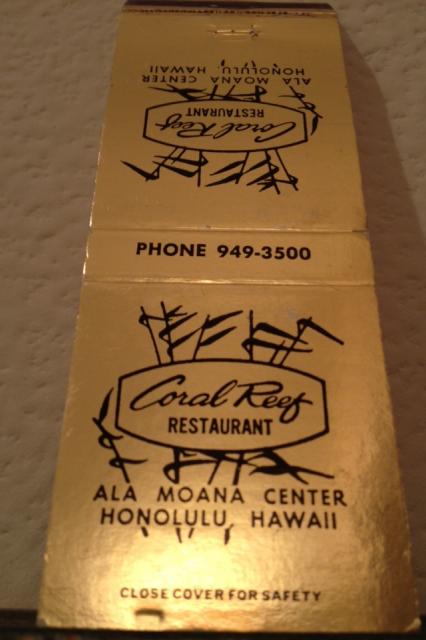 ALA MOANA CENTER
HONOLULU, HAWAII
Coral Reef
RESTAURANT
PHONE 949-3500
Coral Reef
RESTAURANT
ALA MOANA CENTER
HONOLULU, HAWAII
CLOSE COVER FOR SAFETY